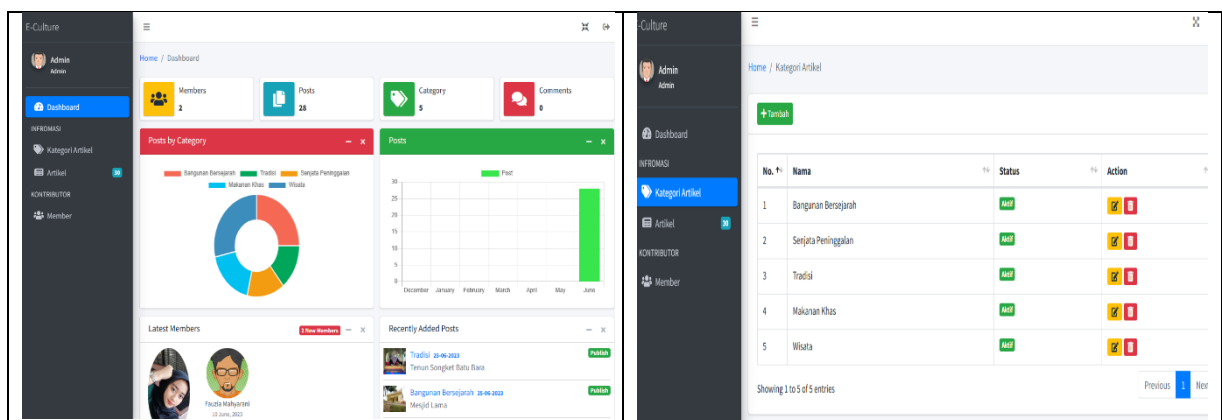 E-Culture
Admin
Admin
Dashboard
INFROMASI
Kategori Artikel
Artikel 30
KONTRIBUTOR
Member
Home / Dashboard
Members
2
Posts
28
Category
5
Comments
0
Posts by Category
Bangunan Bersejarah Tradisi Senjata Peninggalan
Makanan Khas Wisata
Posts
Post
30
25
20
15
10
5
0
December January February March April May June
Latest Members
2 New Members
Fauzia Mahyarani
13 June, 2023
Recently Added Posts
Tradisi 25-06-2023 Publish
Tenun Songket Batu Bara
Bangunan Bersejarah 25-06-2023 Publish
Mesjid Lama
-Culture
Admin
Admin
Dashboard
INFROMASI
Kategori Artikel
Artikel 30
KONTRIBUTOR
Member
Home / Kategori Artikel
+ Tambah
No. Nama Status Action
1 Bangunan Bersejarah Aktif
2 Senjata Peninggalan Aktif
3 Tradisi Aktif
4 Makanan Khas Aktif
5 Wisata Aktif
Showing 1 to 5 of 5 entries
Previous 1